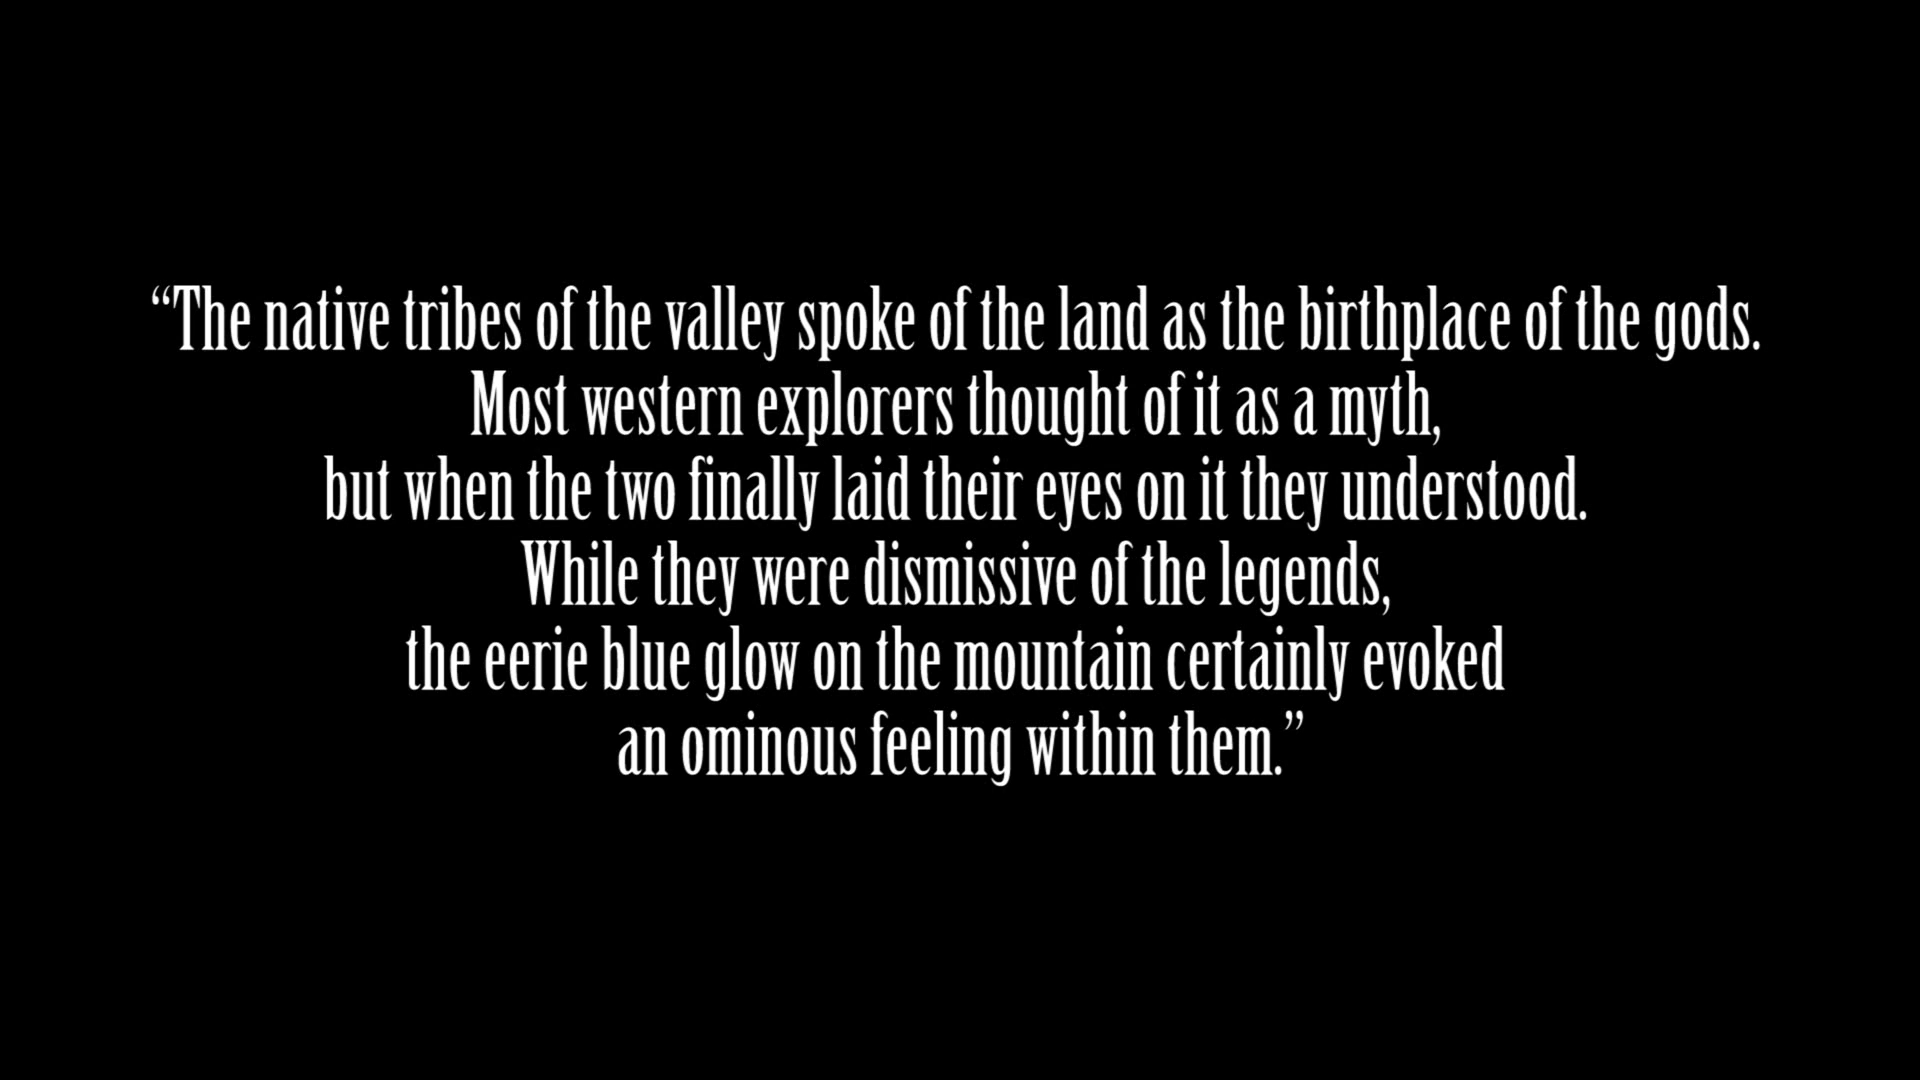 “The native tribes of the valley spoke of the land as the birthplace of the gods.
Most western explorers thought of it as a myth,
but when the two finally laid their eyes on it they understood.
While they were dismissive of the legends,
the eerie blue glow on the mountain certainly evoked
an ominous feeling within them.”